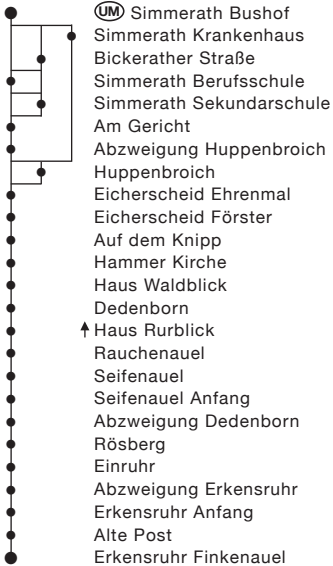 UM Simmerath Bushof
Simmerath Krankenhaus
Bickerather Straße
Simmerath Berufsschule
Simmerath Sekundarschule
Am Gericht
Abzweigung Huppenbroich
Huppenbroich
Eicherscheid Ehrenmal
Eicherscheid Förster
Auf dem Knipp
Hammer Kirche
Haus Waldblick
Dedenborn
Haus Rurblick
Rauchenauel
Seifenauel
Seifenauel Anfang
Abzweigung Dedenborn
Rösberg
Einruhr
Abzweigung Erkensruhr
Erkensruhr Anfang
Alte Post
Erkensruhr Finkenauel